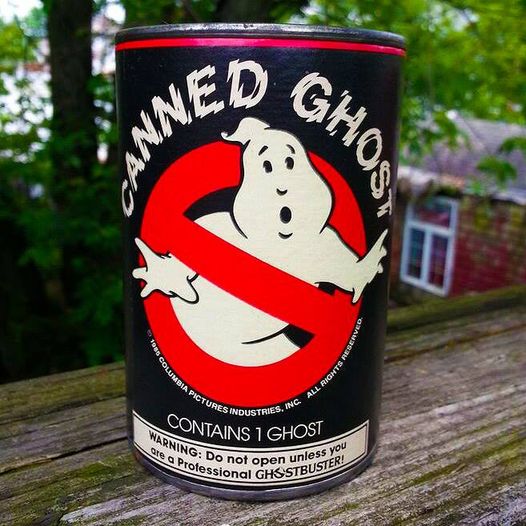 CANNED GHOST
© 1985 COLUMBIA PICTURES INDUSTRIES, INC. ALL RIGHTS RESERVED.
CONTAINS 1 GHOST
WARNING: Do not open unless you
are a Professional GHOSTBUSTER!